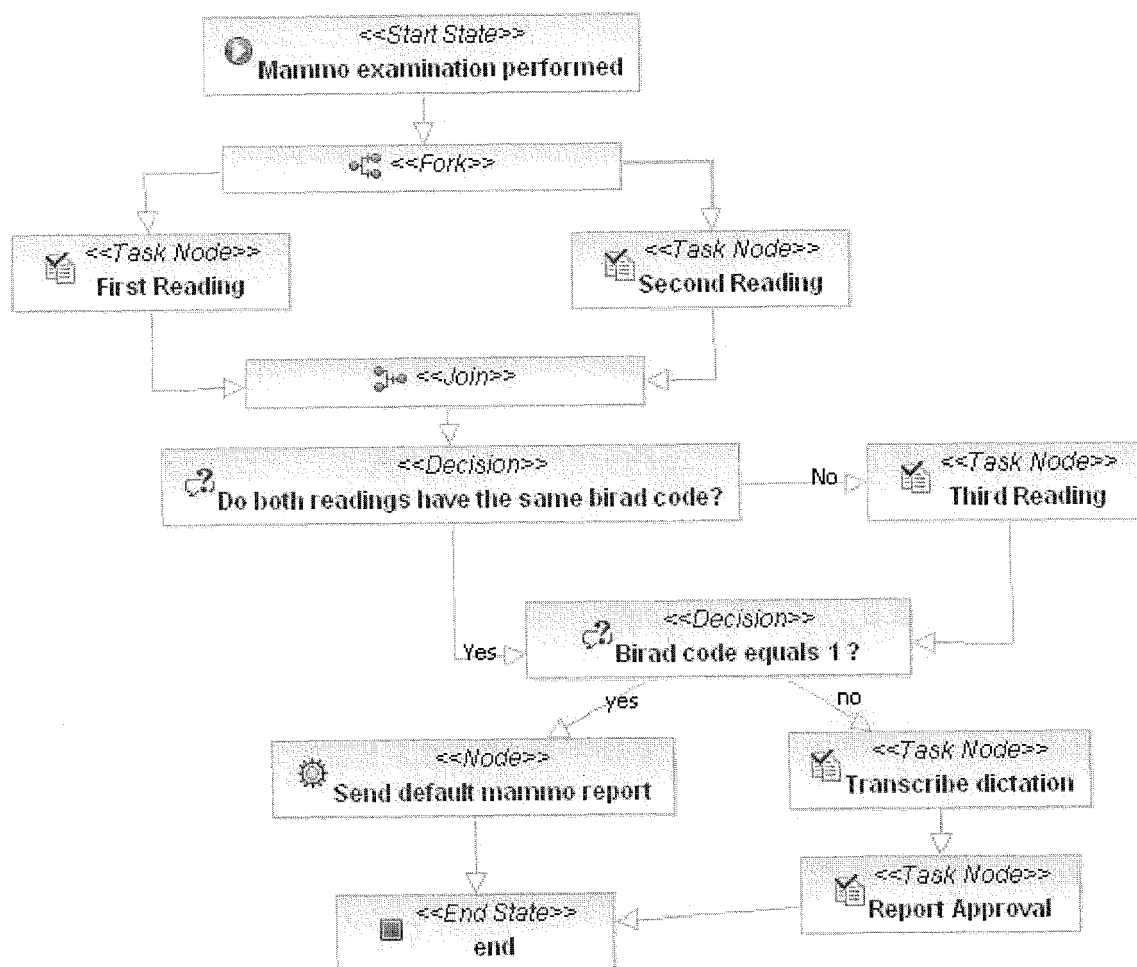 <<Start State>>
Mammo examination performed
<<Fork>>
<<Task Node>>
First Reading
<<Task Node>>
Second Reading
<<Join>>
<<Decision>>
Do both readings have the same birad code?
No
<<Task Node>>
Third Reading
Yes
<<Decision>>
Birad code equals 1 ?
yes
no
<<Node>>
Send default mammo report
<<Task Node>>
Transcribe dictation
<<Task Node>>
Report Approval
<<End State>>
end